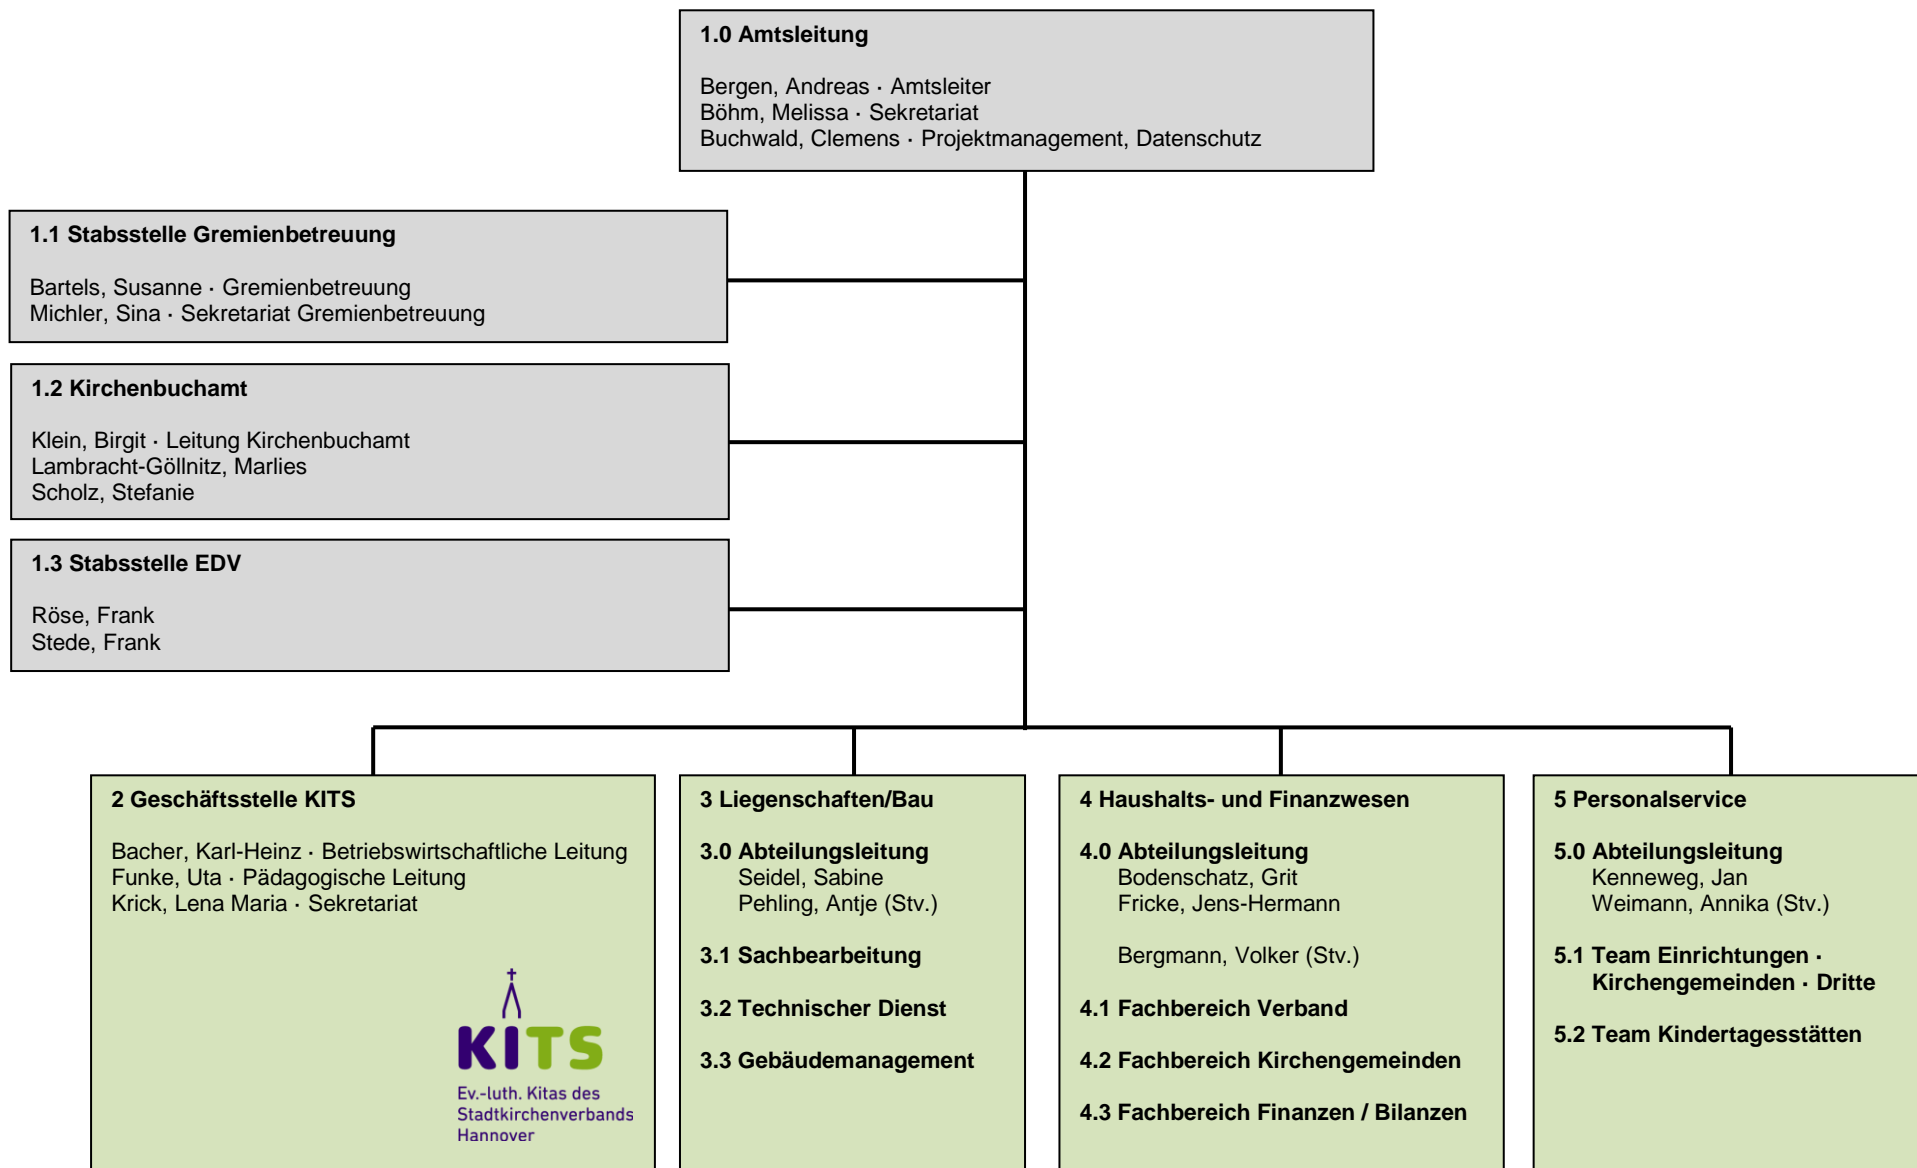 1.0 Amtsleitung
Bergen, Andreas · Amtsleiter
Böhm, Melissa · Sekretariat
Buchwald, Clemens · Projektmanagement, Datenschutz
1.1 Stabsstelle Gremienbetreuung
Bartels, Susanne · Gremienbetreuung
Michler, Sina · Sekretariat Gremienbetreuung
1.2 Kirchenbuchamt
Klein, Birgit · Leitung Kirchenbuchamt
Lambracht-Göllnitz, Marlies
Scholz, Stefanie
1.3 Stabsstelle EDV
Röse, Frank
Stede, Frank
2 Geschäftsstelle KITS
Bacher, Karl-Heinz · Betriebswirtschaftliche Leitung
Funke, Uta · Pädagogische Leitung
Krick, Lena Maria · Sekretariat
KITS
Ev.-luth. Kitas des
Stadtkirchenverbands
Hannover
3 Liegenschaften/Bau
3.0 Abteilungsleitung
Seidel, Sabine
Pehling, Antje (Stv.)
3.1 Sachbearbeitung
3.2 Technischer Dienst
3.3 Gebäudemanagement
4 Haushalts- und Finanzwesen
4.0 Abteilungsleitung
Bodenschatz, Grit
Fricke, Jens-Hermann
Bergmann, Volker (Stv.)
4.1 Fachbereich Verband
4.2 Fachbereich Kirchengemeinden
4.3 Fachbereich Finanzen / Bilanzen
5 Personalservice
5.0 Abteilungsleitung
Kenneweg, Jan
Weimann, Annika (Stv.)
5.1 Team Einrichtungen ·
Kirchengemeinden · Dritte
5.2 Team Kindertagesstätten